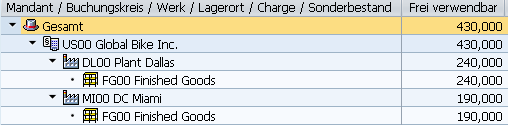 Mandant / Buchungskreis / Werk / Lagerort / Charge / Sonderbestand Frei verwendbar
Gesamt 430,000
US00 Global Bike Inc. 430,000
DL00 Plant Dallas 240,000
FG00 Finished Goods 240,000
MI00 DC Miami 190,000
FG00 Finished Goods 190,000